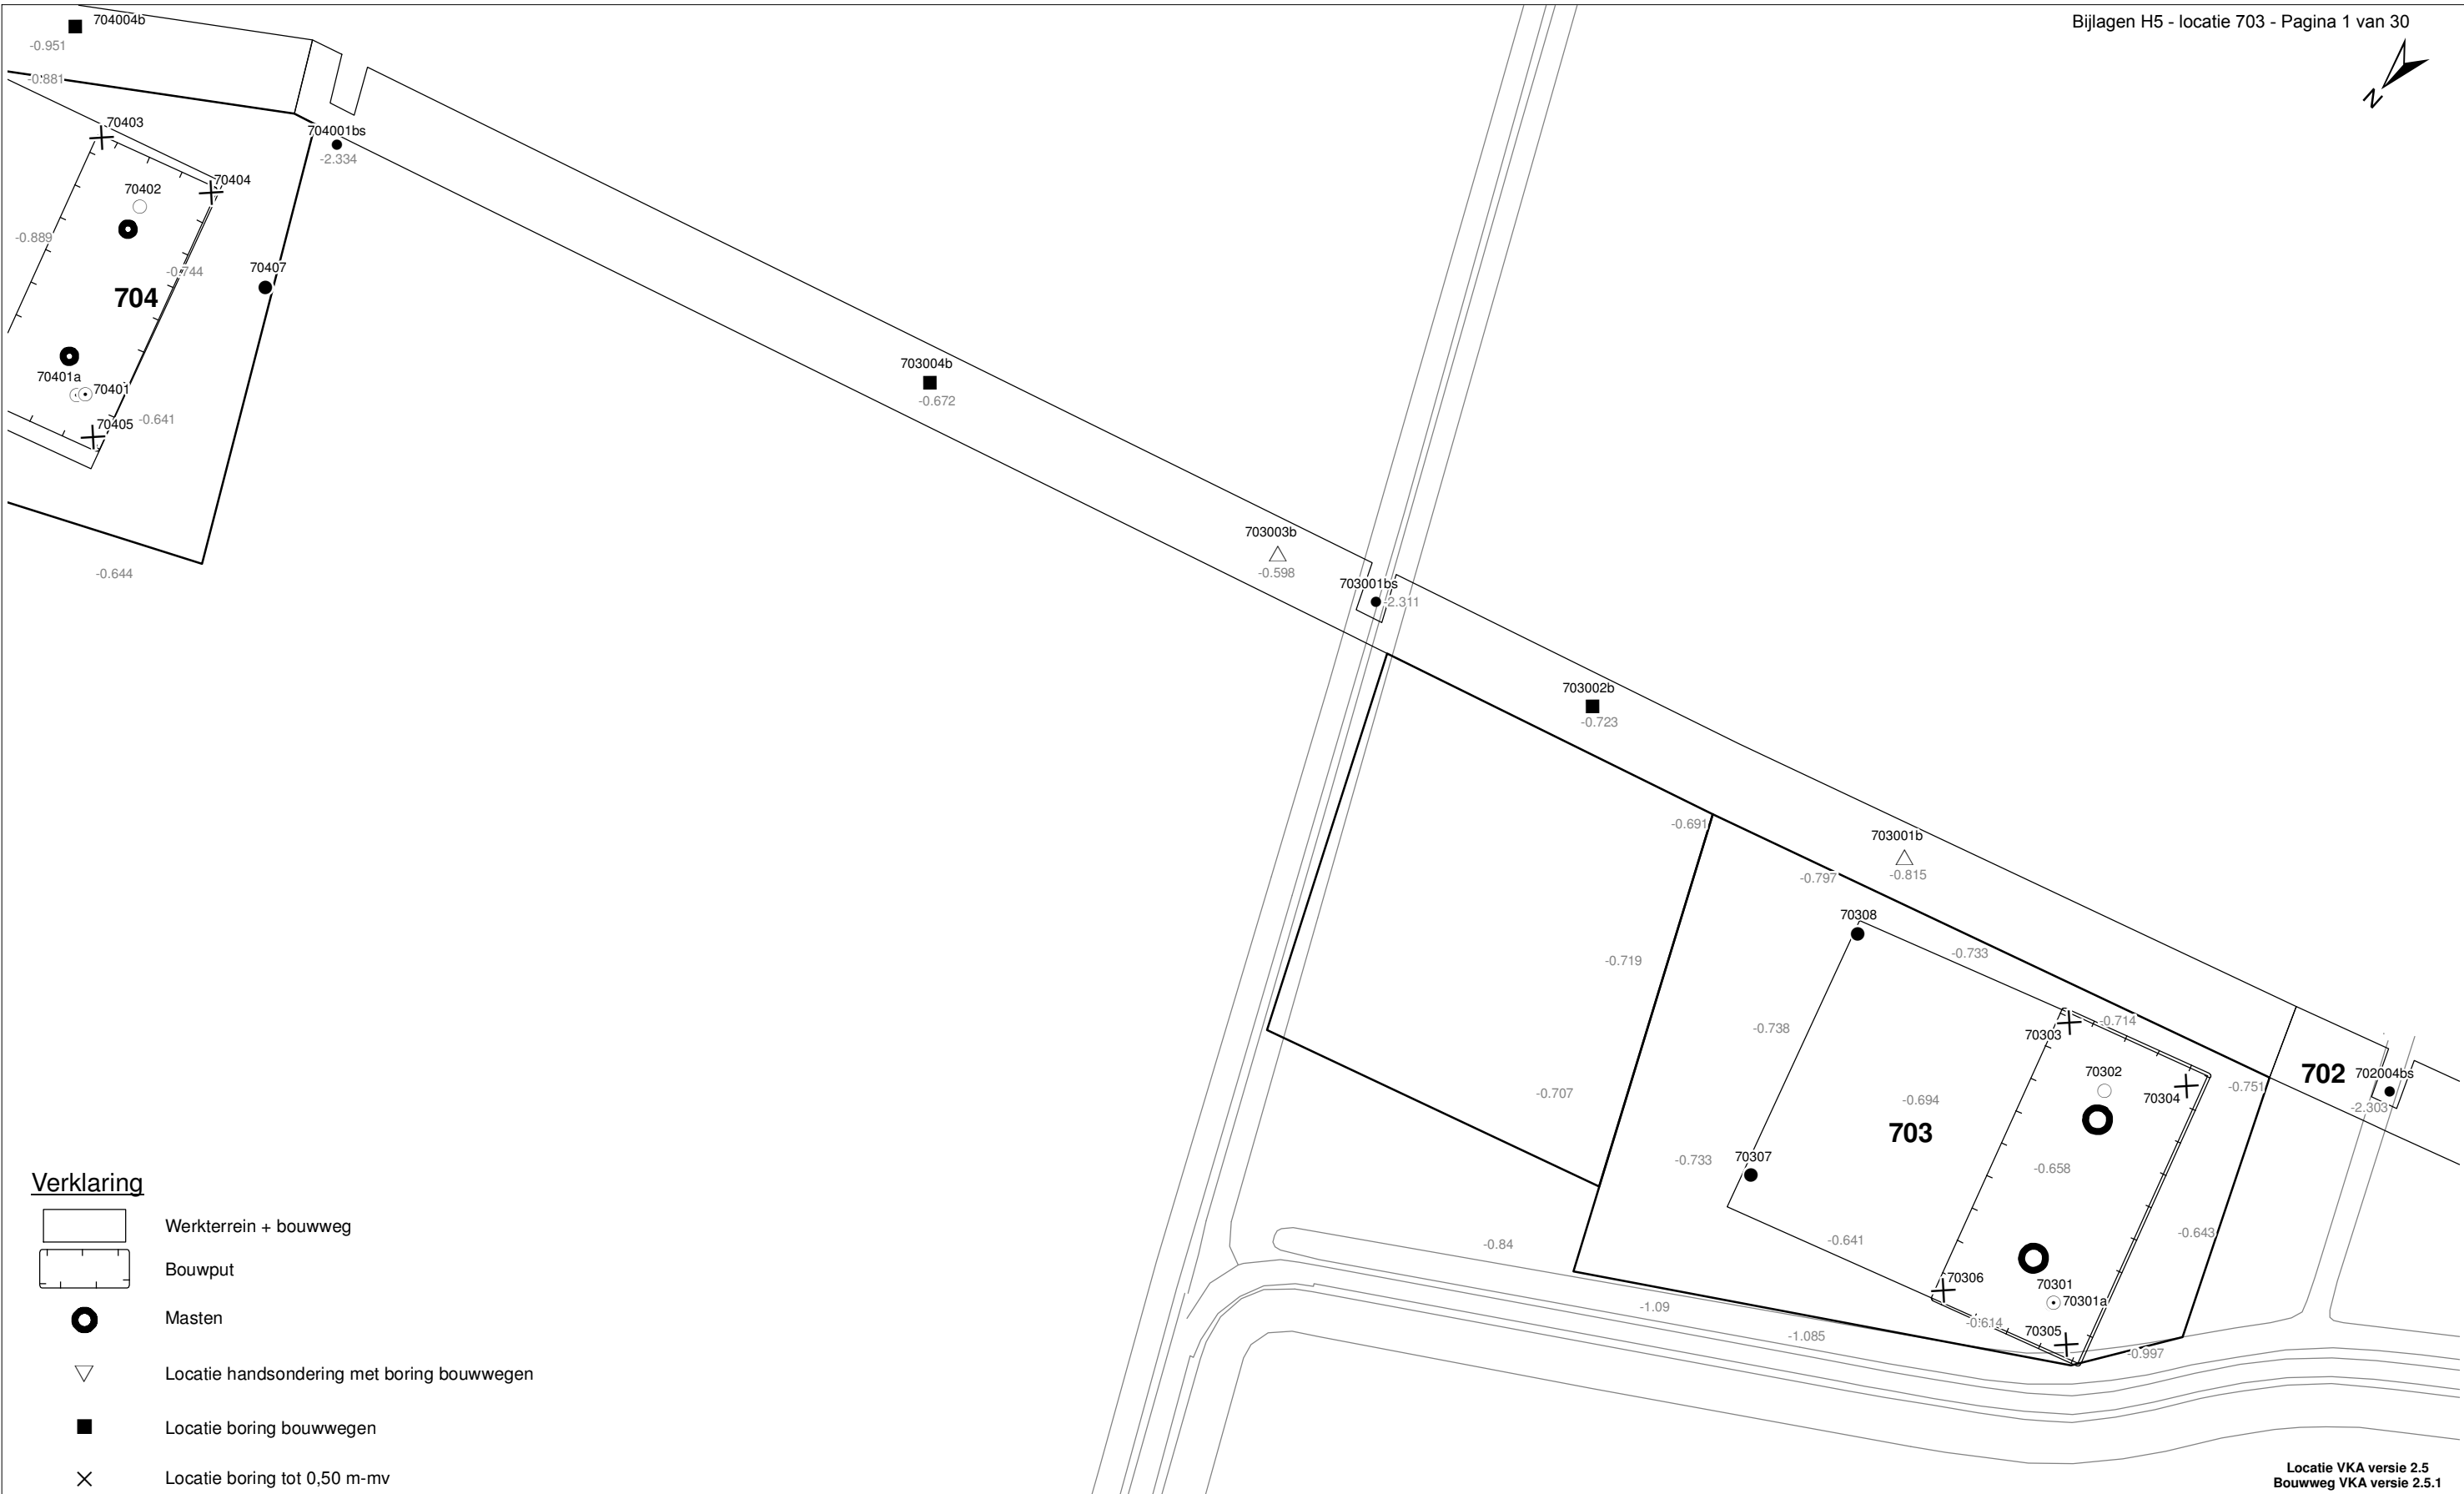 Bijlagen H5 - locatie 703 - Pagina 1 van 30
N
704004b
-0.951
-0.881
70403
704001bs
-2.334
70404
70402
-0.889
-0.744
70407
704
70401a
70401
-0.641
70405
-0.644
703004b
-0.672
703003b
-0.598
703001bs
-2.311
703002b
-0.723
-0.691
703001b
-0.815
-0.797
70308
-0.733
-0.719
-0.738
70303
-0.714
70302
70304
-0.751
702
702004bs
-2.303
-0.707
-0.694
703
-0.733
70307
-0.658
-0.641
-0.643
-0.84
70306
70301
70301a
-1.09
-0.614
70305
-1.085
-0.997
Verklaring
Werkterrein + bouwweg
Bouwput
Masten
Locatie handsondering met boring bouwwegen
Locatie boring bouwwegen
Locatie boring tot 0,50 m-mv
Locatie VKA versie 2.5
Bouwweg VKA versie 2.5.1